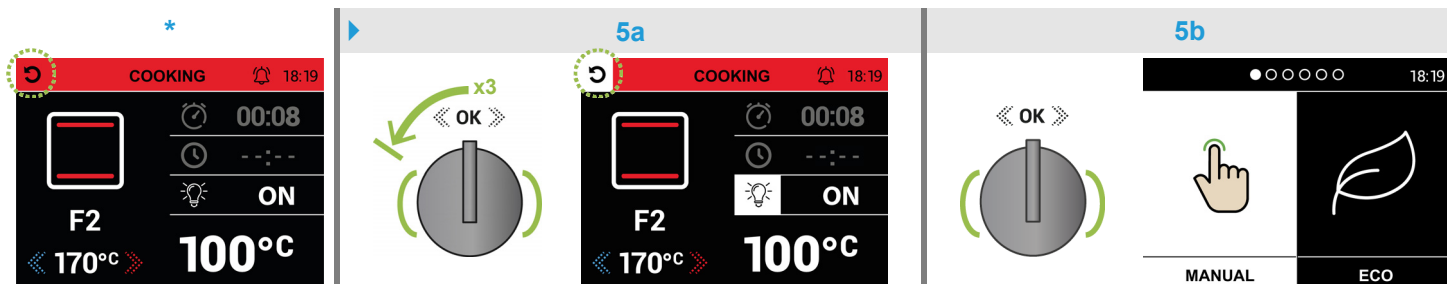 *
COOKING 18:19
00:08
--:--
ON
F2
170°C
100°C
5a
x3
OK
COOKING 18:19
00:08
--:--
ON
F2
170°C
100°C
5b
OK
18:19
MANUAL
ECO